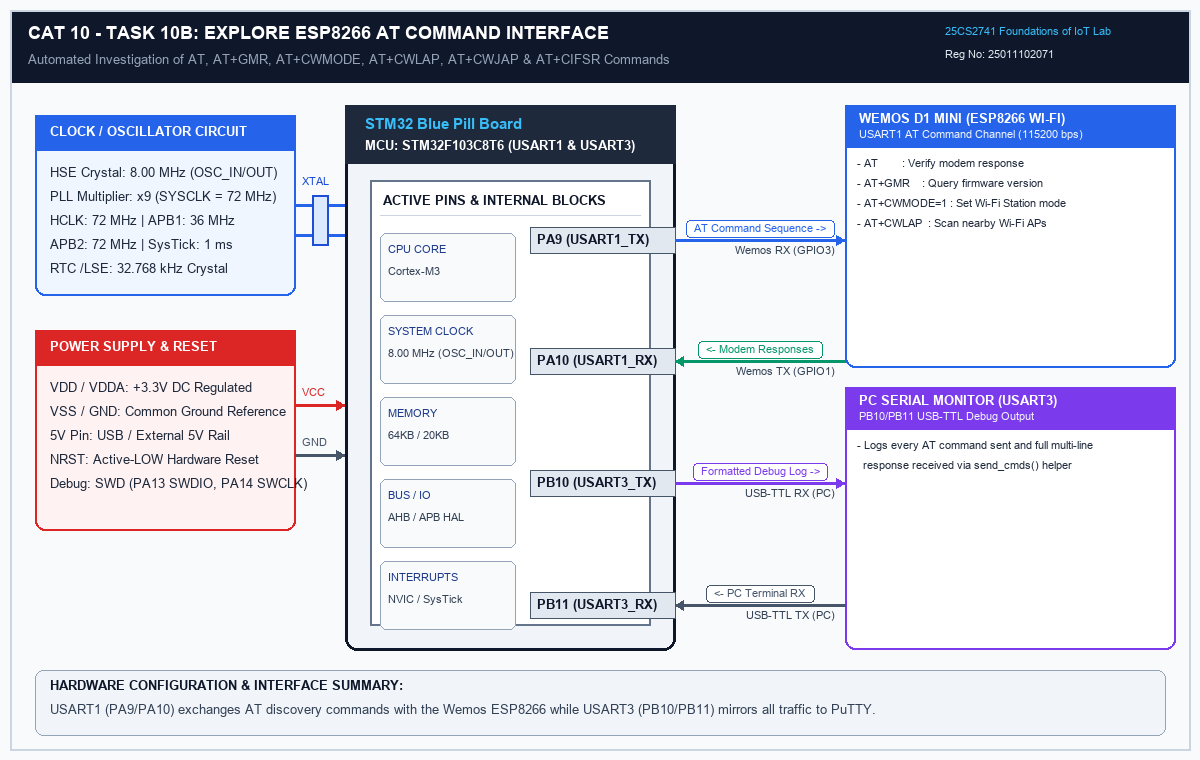 CAT 10 - TASK 10B: EXPLORE ESP8266 AT COMMAND INTERFACE
Automated Investigation of AT, AT+GMR, AT+CWMODE, AT+CWLAP, AT+CWJAP & AT+CIFSR Commands
25CS2741 Foundations of IoT Lab
Reg No: 25011102071
CLOCK / OSCILLATOR CIRCUIT
HSE Crystal: 8.00 MHz (OSC_IN/OUT)
PLL Multiplier: x9 (SYSCLK = 72 MHz)
HCLK: 72 MHz | APB1: 36 MHz
APB2: 72 MHz | SysTick: 1 ms
RTC /LSE: 32.768 kHz Crystal
XTAL
POWER SUPPLY & RESET
VDD / VDDA: +3.3V DC Regulated
VSS / GND: Common Ground Reference
5V Pin: USB / External 5V Rail
NRST: Active-LOW Hardware Reset
Debug: SWD (PA13 SWDIO, PA14 SWCLK)
VCC
GND
STM32 Blue Pill Board
MCU: STM32F103C8T6 (USART1 & USART3)
ACTIVE PINS & INTERNAL BLOCKS
CPU CORE
Cortex-M3
SYSTEM CLOCK
8.00 MHz (OSC_IN/OUT)
MEMORY
64KB / 20KB
BUS / IO
AHB / APB HAL
INTERRUPTS
NVIC / SysTick
PA9 (USART1_TX)
PA10 (USART1_RX)
PB10 (USART3_TX)
PB11 (USART3_RX)
AT Command Sequence ->
Wemos RX (GPIO3)
<- Modem Responses
Wemos TX (GPIO1)
Formatted Debug Log ->
USB-TTL RX (PC)
<- PC Terminal RX
USB-TTL TX (PC)
WEMOS D1 MINI (ESP8266 WI-FI)
USART1 AT Command Channel (115200 bps)
- AT : Verify modem response
- AT+GMR : Query firmware version
- AT+CWMODE=1 : Set Wi-Fi Station mode
- AT+CWLAP : Scan nearby Wi-Fi APs
PC SERIAL MONITOR (USART3)
PB10/PB11 USB-TTL Debug Output
- Logs every AT command sent and full multi-line
response received via send_cmds() helper
HARDWARE CONFIGURATION & INTERFACE SUMMARY:
USART1 (PA9/PA10) exchanges AT discovery commands with the Wemos ESP8266 while USART3 (PB10/PB11) mirrors all traffic to PuTTY.